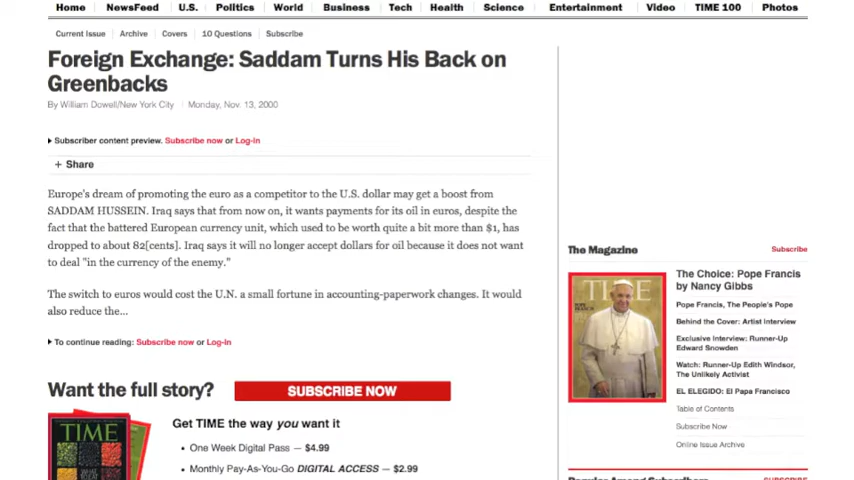 Home NewsFeed U.S. Politics World Business Tech Health Science Entertainment Video TIME 100 Photos
Current Issue Archive Covers 10 Questions Subscribe
Foreign Exchange: Saddam Turns His Back on
Greenbacks
By William Dowell/New York City Monday, Nov. 13, 2000
Subscriber content preview. Subscribe now or Log-In
+ Share
Europe's dream of promoting the euro as a competitor to the U.S. dollar may get a boost from
SADDAM HUSSEIN. Iraq says that from now on, it wants payments for its oil in euros, despite the
fact that the battered European currency unit, which used to be worth quite a bit more than $1, has
dropped to about 82[cents]. Iraq says it will no longer accept dollars for oil because it does not want
to deal "in the currency of the enemy."
The switch to euros would cost the U.N. a small fortune in accounting-paperwork changes. It would
also reduce the...
To continue reading: Subscribe now or Log-In
Want the full story? SUBSCRIBE NOW
TIME
Get TIME the way you want it
• One Week Digital Pass — $4.99
• Monthly Pay-As-You-Go DIGITAL ACCESS — $2.99
The Magazine Subscribe
TIME
The Choice: Pope Francis
by Nancy Gibbs
Pope Francis, The People's Pope
Behind the Cover: Artist Interview
Exclusive Interview: Runner-Up
Edward Snowden
Watch: Runner-Up Edith Windsor,
The Unlikely Activist
EL ELEGIDO: El Papa Francisco
Table of Contents
Subscribe Now
Online Issue Archive
Popular Among Subscribers SUBSCRIBE